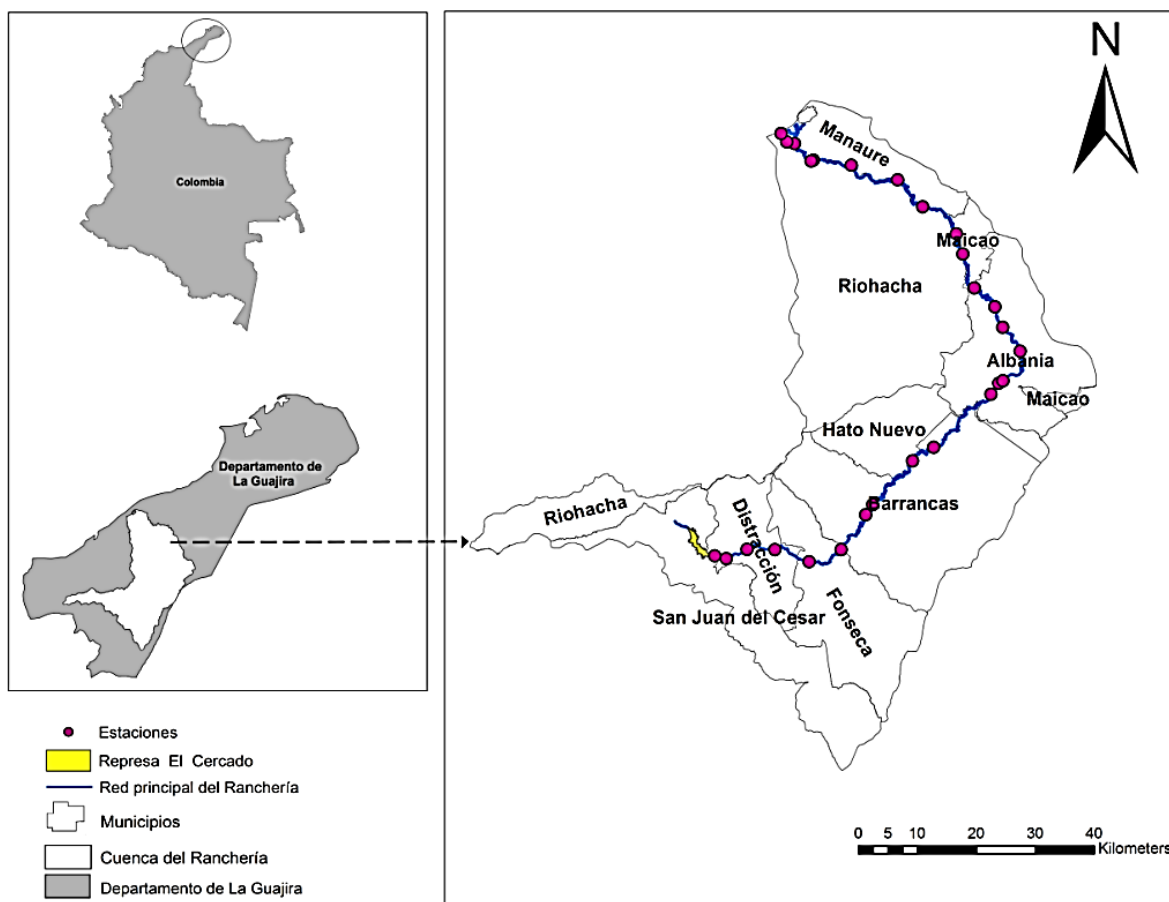 Colombia
Departamento de
La Guajira
Estaciones
Represa El Cercado
Red principal del Ranchería
Municipios
Cuenca del Ranchería
Departamento de La Guajira
N
Manaure
Maicao
Riohacha
Albania
Maicao
Hato Nuevo
Barrancas
Riohacha
Distracción
Fonseca
San Juan del Cesar
0 5 10 20 30 40
Kilometers